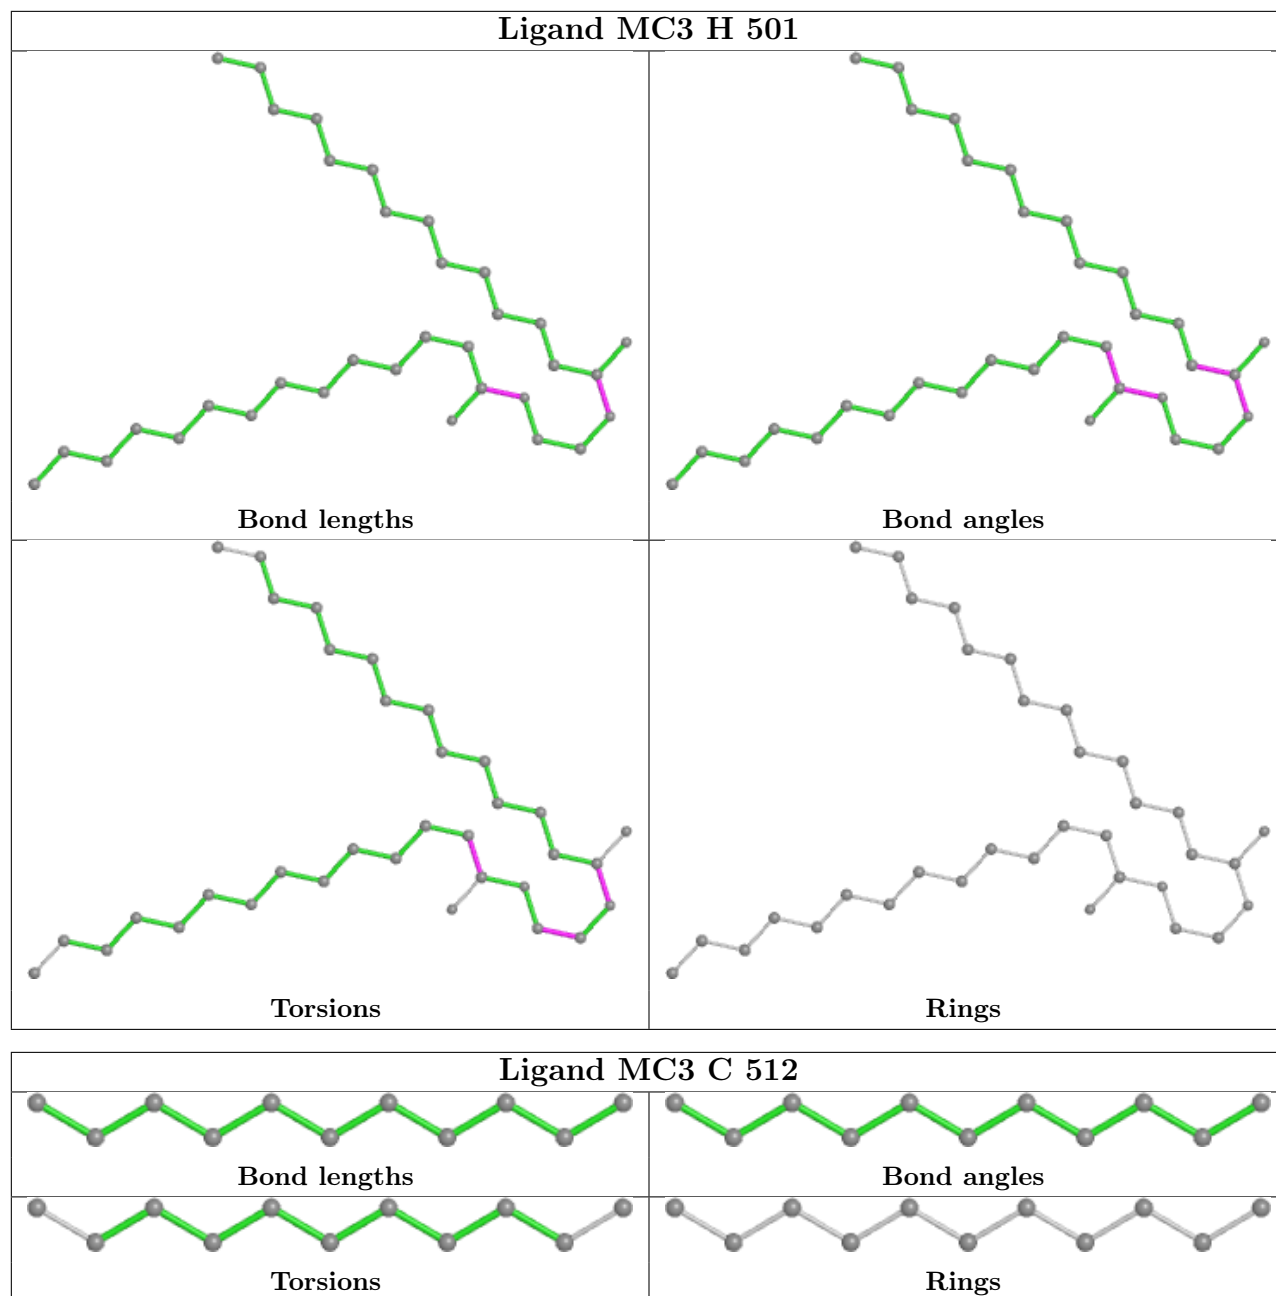 Ligand MC3 H 501
Bond lengths
Bond angles
Torsions
Rings
Ligand MC3 C 512
Bond lengths
Bond angles
Torsions
Rings